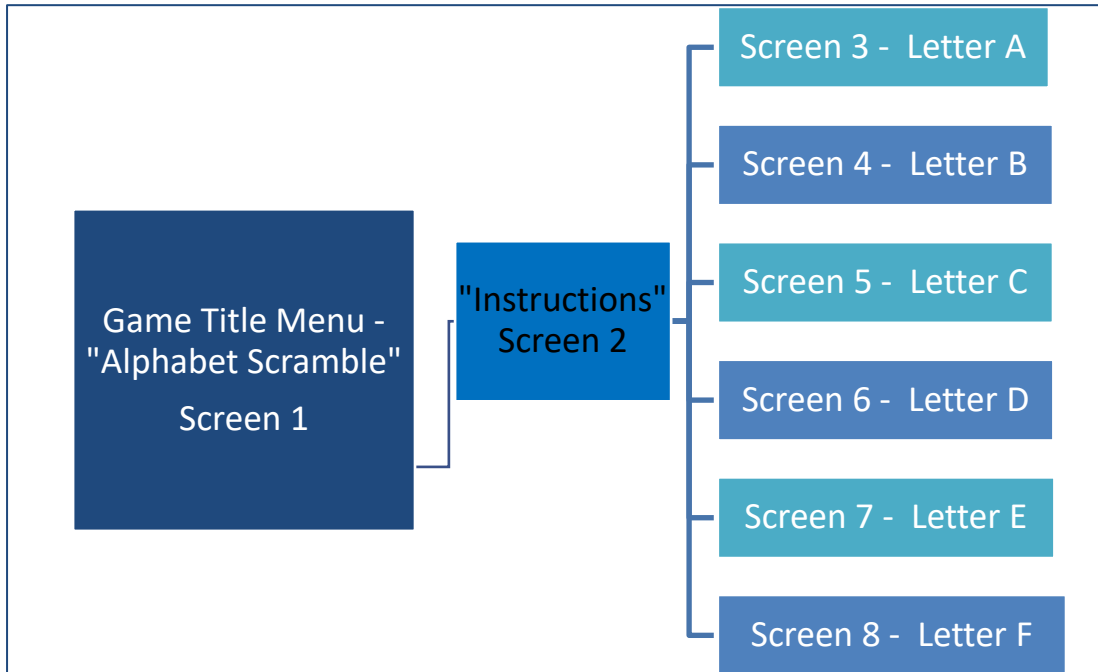 Game Title Menu -
"Alphabet Scramble"
Screen 1
"Instructions"
Screen 2
Screen 3 -  Letter A
Screen 4 -  Letter B
Screen 5 -  Letter C
Screen 6 -  Letter D
Screen 7 -  Letter E
Screen 8 -  Letter F